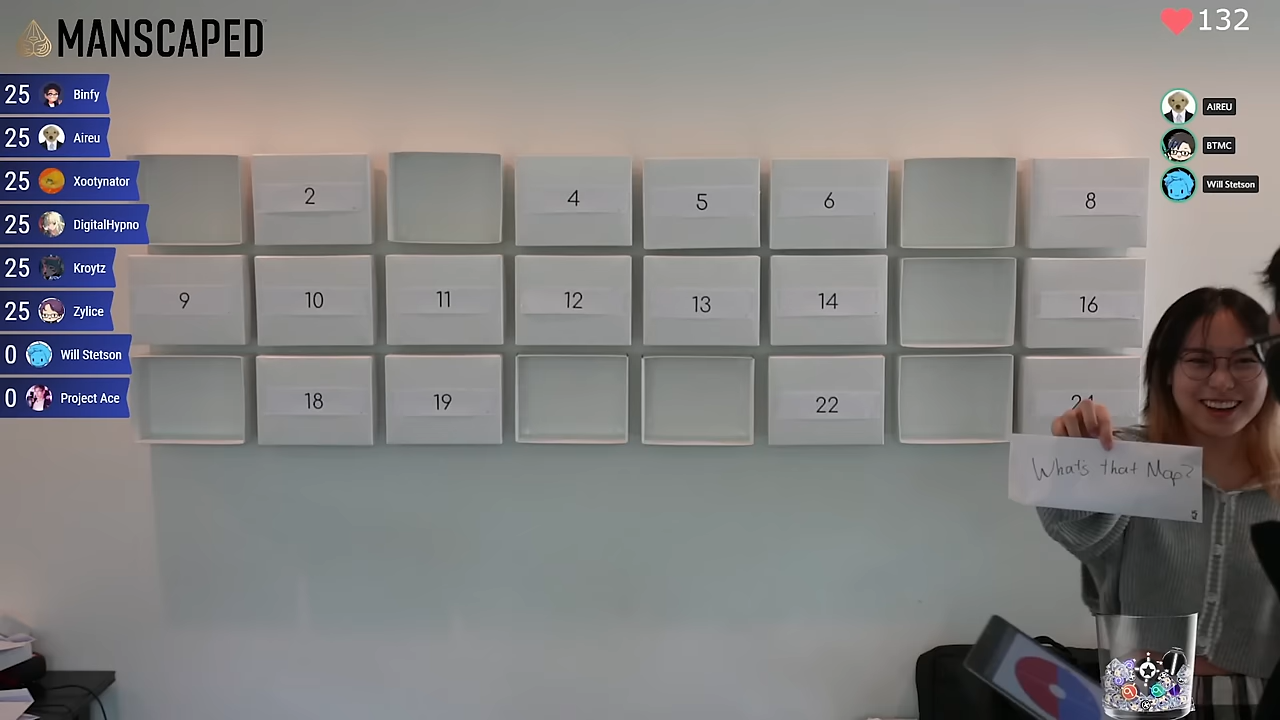 MANSCAPED
132
25 Binfy
25 Aireu
25 Xootynator
25 DigitalHypno
25 Kroytz
25 Zylice
0 Will Stetson
0 Project Ace
AIREU
BTMC
Will Stetson
2
4
5
6
8
9
10
11
12
13
14
16
18
19
22
24
What's that Map?